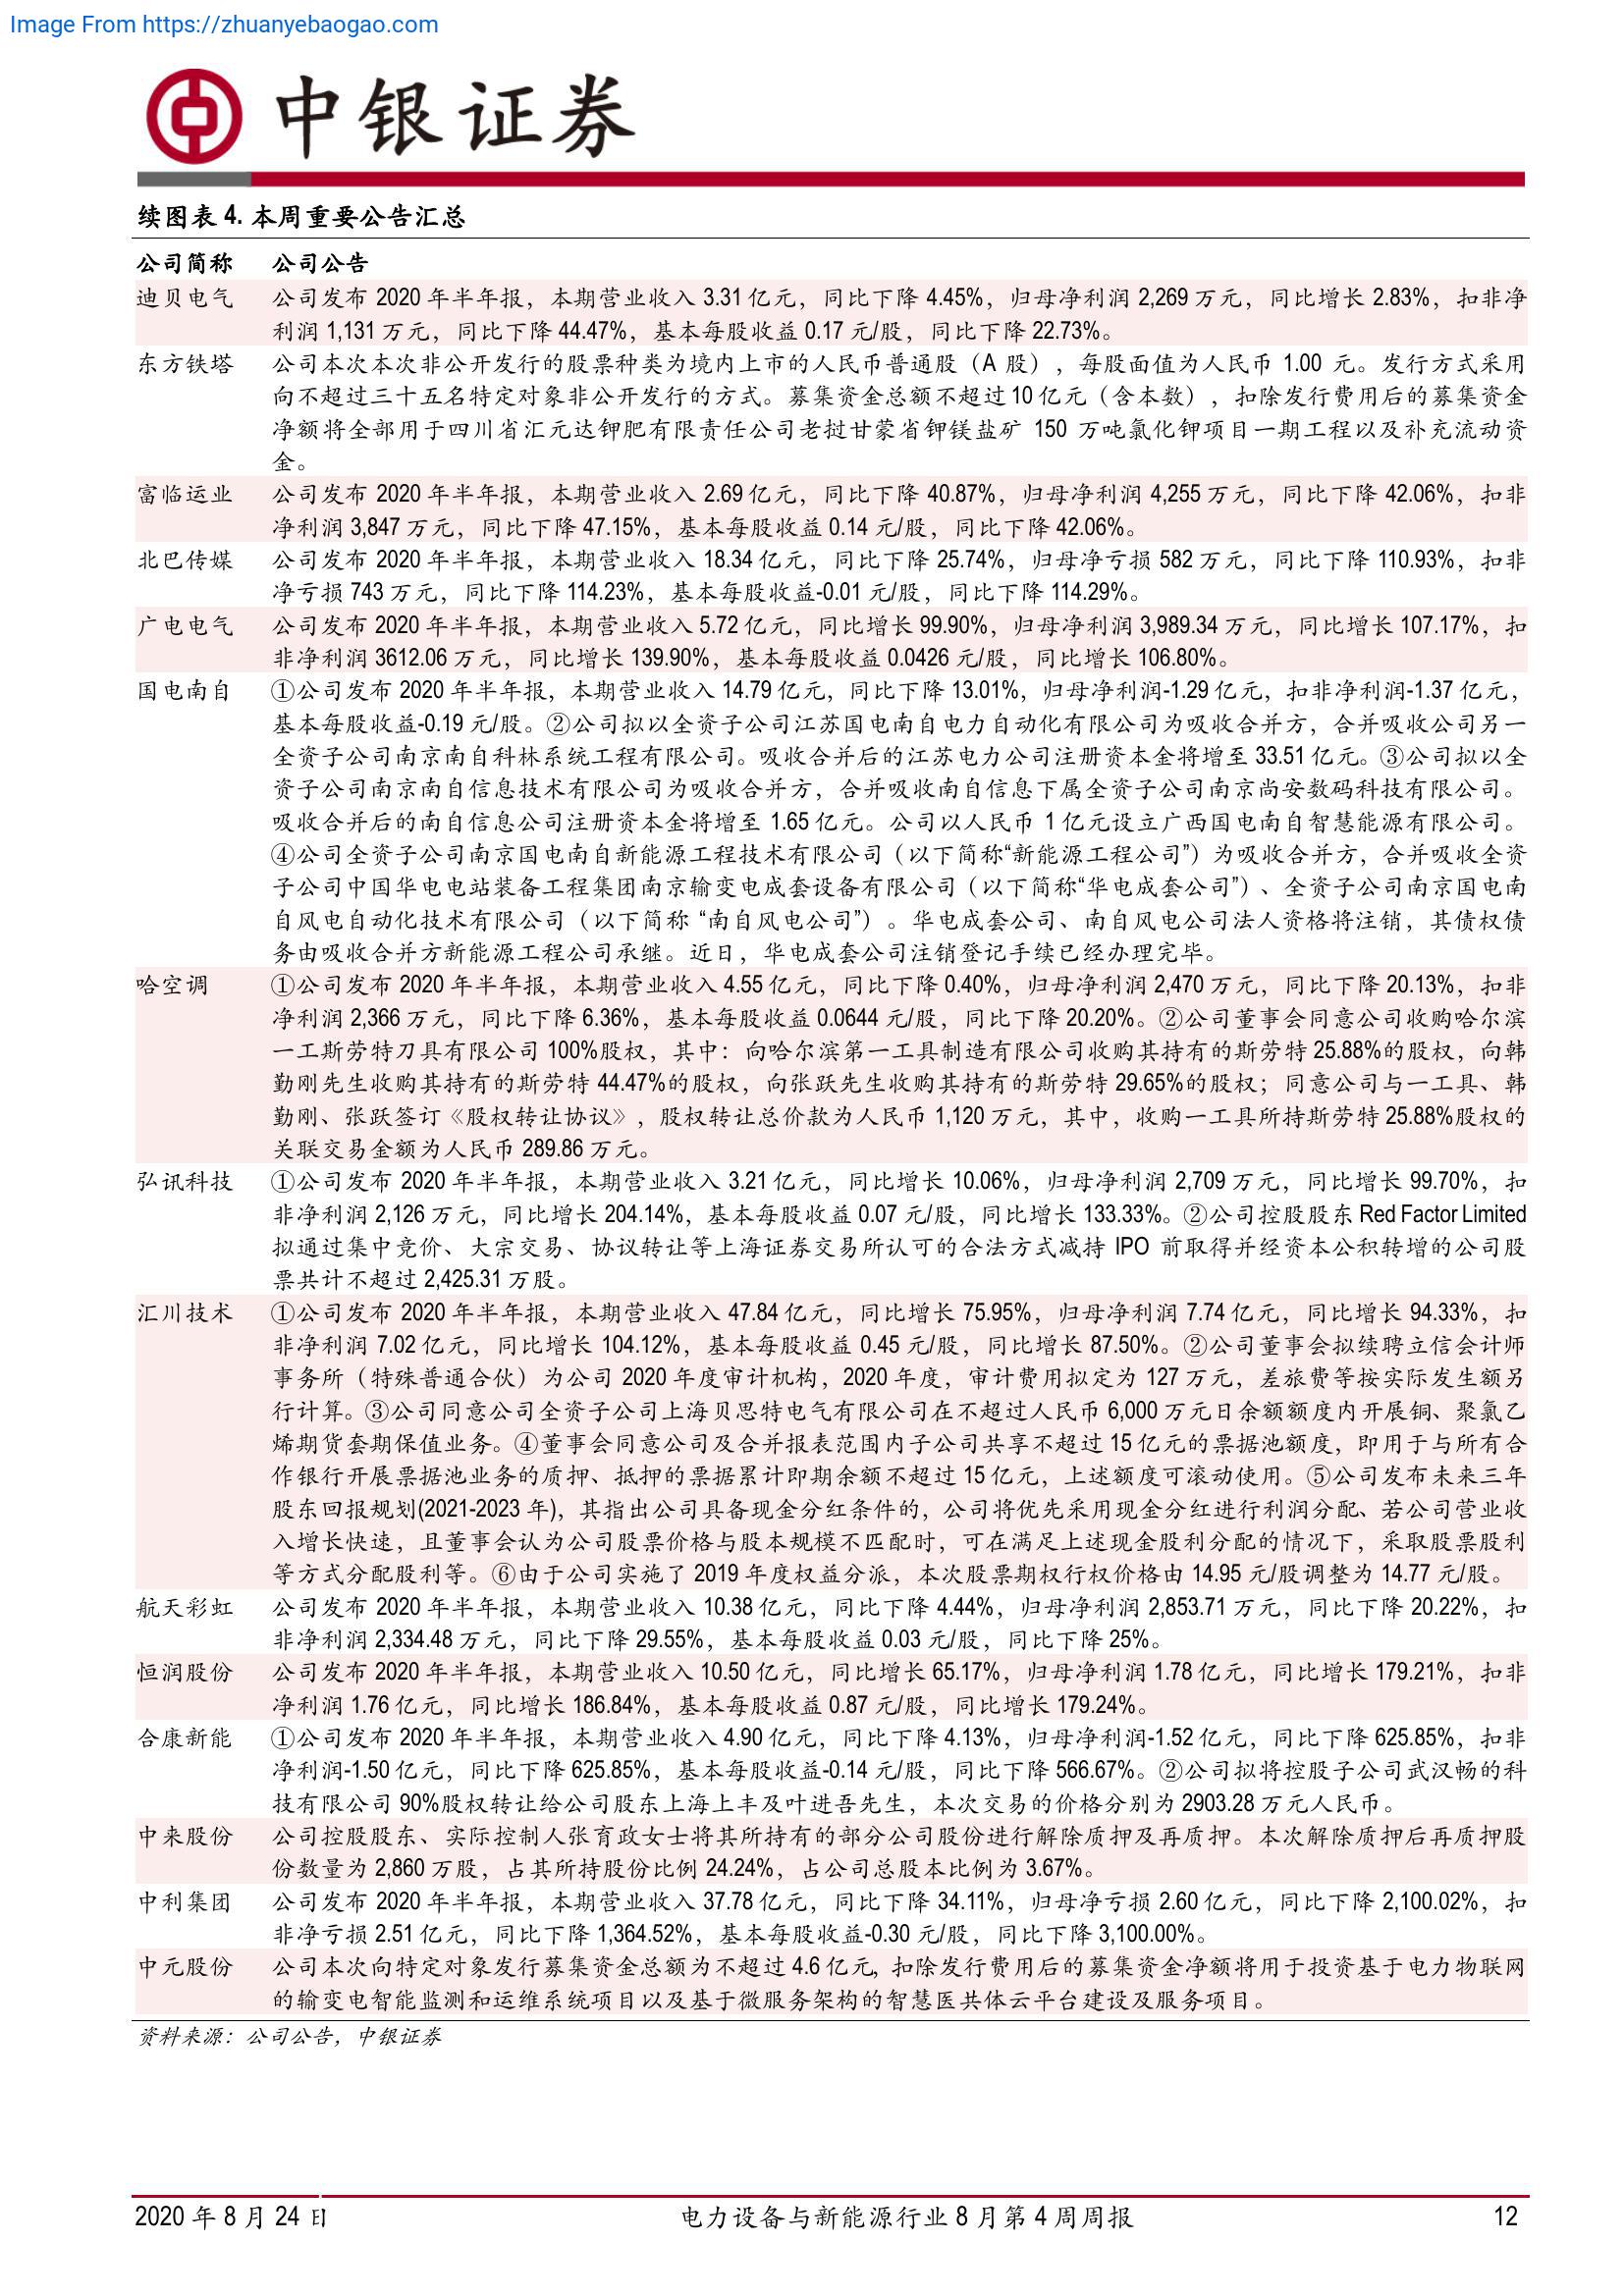 Image From https://zhuanyebaogao.com
中银证券
续图表 4. 本周重要公告汇总
公司简称 公司公告
迪贝电气 公司发布 2020 年半年报，本期营业收入 3.31 亿元，同比下降 4.45%，归母净利润 2,269 万元，同比增长 2.83%，扣非净
利润 1,131 万元，同比下降 44.47%，基本每股收益 0.17 元/股，同比下降 22.73%。
东方铁塔 公司本次本次非公开发行的股票种类为境内上市的人民币普通股（A 股），每股面值为人民币 1.00 元。发行方式采用
向不超过三十五名特定对象非公开发行的方式。募集资金总额不超过 10 亿元（含本数），扣除发行费用后的募集资金
净额将全部用于四川省汇元达钾肥有限责任公司老挝甘蒙省钾镁盐矿 150 万吨氯化钾项目一期工程以及补充流动资
金。
富临运业 公司发布 2020 年半年报，本期营业收入 2.69 亿元，同比下降 40.87%，归母净利润 4,255 万元，同比下降 42.06%，扣非
净利润 3,847 万元，同比下降 47.15%，基本每股收益 0.14 元/股，同比下降 42.06%。
北巴传媒 公司发布 2020 年半年报，本期营业收入 18.34 亿元，同比下降 25.74%，归母净亏损 582 万元，同比下降 110.93%，扣非
净亏损 743 万元，同比下降 114.23%，基本每股收益-0.01 元/股，同比下降 114.29%。
广电电气 公司发布 2020 年半年报，本期营业收入 5.72 亿元，同比增长 99.90%，归母净利润 3,989.34 万元，同比增长 107.17%，扣
非净利润 3612.06 万元，同比增长 139.90%，基本每股收益 0.0426 元/股，同比增长 106.80%。
国电南自 ①公司发布 2020 年半年报，本期营业收入 14.79 亿元，同比下降 13.01%，归母净利润-1.29 亿元，扣非净利润-1.37 亿元，
基本每股收益-0.19 元/股。②公司拟以全资子公司江苏国电南自电力自动化有限公司为吸收合并方，合并吸收公司另一
全资子公司南京南自科林系统工程有限公司。吸收合并后的江苏电力公司注册资本金将增至 33.51 亿元。③公司拟以全
资子公司南京南自信息技术有限公司为吸收合并方，合并吸收南自信息下属全资子公司南京尚安数码科技有限公司。
吸收合并后的南自信息公司注册资本金将增至 1.65 亿元。公司以人民币 1 亿元设立广西国电南自智慧能源有限公司。
④公司全资子公司南京国电南自新能源工程技术有限公司（以下简称“新能源工程公司”）为吸收合并方，合并吸收全资
子公司中国华电电站装备工程集团南京输变电成套设备有限公司（以下简称“华电成套公司”）、全资子公司南京国电南
自风电自动化技术有限公司（以下简称 “南自风电公司”）。华电成套公司、南自风电公司法人资格将注销，其债权债
务由吸收合并方新能源工程公司承继。近日，华电成套公司注销登记手续已经办理完毕。
哈空调 ①公司发布 2020 年半年报，本期营业收入 4.55 亿元，同比下降 0.40%，归母净利润 2,470 万元，同比下降 20.13%，扣非
净利润 2,366 万元，同比下降 6.36%，基本每股收益 0.0644 元/股，同比下降 20.20%。②公司董事会同意公司收购哈尔滨
一工斯劳特刀具有限公司 100%股权，其中：向哈尔滨第一工具制造有限公司收购其持有的斯劳特 25.88%的股权，向韩
勤刚先生收购其持有的斯劳特 44.47%的股权，向张跃先生收购其持有的斯劳特 29.65%的股权；同意公司与一工具、韩
勤刚、张跃签订《股权转让协议》，股权转让总价款为人民币 1,120 万元，其中，收购一工具所持斯劳特 25.88%股权的
关联交易金额为人民币 289.86 万元。
弘讯科技 ①公司发布 2020 年半年报，本期营业收入 3.21 亿元，同比增长 10.06%，归母净利润 2,709 万元，同比增长 99.70%，扣
非净利润 2,126 万元，同比增长 204.14%，基本每股收益 0.07 元/股，同比增长 133.33%。②公司控股股东 Red Factor Limited
拟通过集中竞价、大宗交易、协议转让等上海证券交易所认可的合法方式减持 IPO 前取得并经资本公积转增的公司股
票共计不超过 2,425.31 万股。
汇川技术 ①公司发布 2020 年半年报，本期营业收入 47.84 亿元，同比增长 75.95%，归母净利润 7.74 亿元，同比增长 94.33%，扣
非净利润 7.02 亿元，同比增长 104.12%，基本每股收益 0.45 元/股，同比增长 87.50%。②公司董事会拟续聘立信会计师
事务所（特殊普通合伙）为公司 2020 年度审计机构，2020 年度，审计费用拟定为 127 万元，差旅费等按实际发生额另
行计算。③公司同意公司全资子公司上海贝思特电气有限公司在不超过人民币 6,000 万元日余额额度内开展铜、聚氯乙
烯期货套期保值业务。④董事会同意公司及合并报表范围内子公司共享不超过 15 亿元的票据池额度，即用于与所有合
作银行开展票据池业务的质押、抵押的票据累计即期余额不超过 15 亿元，上述额度可滚动使用。⑤公司发布未来三年
股东回报规划(2021-2023 年)，其指出公司具备现金分红条件的，公司将优先采用现金分红进行利润分配、若公司营业收
入增长快速，且董事会认为公司股票价格与股本规模不匹配时，可在满足上述现金股利分配的情况下，采取股票股利
等方式分配股利等。⑥由于公司实施了 2019 年度权益分派，本次股票期权行权价格由 14.95 元/股调整为 14.77 元/股。
航天彩虹 公司发布 2020 年半年报，本期营业收入 10.38 亿元，同比下降 4.44%，归母净利润 2,853.71 万元，同比下降 20.22%，扣
非净利润 2,334.48 万元，同比下降 29.55%，基本每股收益 0.03 元/股，同比下降 25%。
恒润股份 公司发布 2020 年半年报，本期营业收入 10.50 亿元，同比增长 65.17%，归母净利润 1.78 亿元，同比增长 179.21%，扣非
净利润 1.76 亿元，同比增长 186.84%，基本每股收益 0.87 元/股，同比增长 179.24%。
合康新能 ①公司发布 2020 年半年报，本期营业收入 4.90 亿元，同比下降 4.13%，归母净利润-1.52 亿元，同比下降 625.85%，扣非
净利润-1.50 亿元，同比下降 625.85%，基本每股收益-0.14 元/股，同比下降 566.67%。②公司拟将控股子公司武汉畅的科
技有限公司 90%股权转让给公司股东上海上丰及叶进吾先生，本次交易的价格分别为 2903.28 万元人民币。
中来股份 公司控股股东、实际控制人张育政女士将其所持有的部分公司股份进行解除质押及再质押。本次解除质押后再质押股
份数量为 2,860 万股，占其所持股份比例 24.24%，占公司总股本比例为 3.67%。
中利集团 公司发布 2020 年半年报，本期营业收入 37.78 亿元，同比下降 34.11%，归母净亏损 2.60 亿元，同比下降 2,100.02%，扣
非净亏损 2.51 亿元，同比下降 1,364.52%，基本每股收益-0.30 元/股，同比下降 3,100.00%。
中元股份 公司本次向特定对象发行募集资金总额为不超过 4.6 亿元，扣除发行费用后的募集资金净额将用于投资基于电力物联网
的输变电智能监测和运维系统项目以及基于微服务架构的智慧医共体云平台建设及服务项目。
资料来源：公司公告，中银证券
2020 年 8 月 24 日 电力设备与新能源行业 8 月第 4 周周报 12